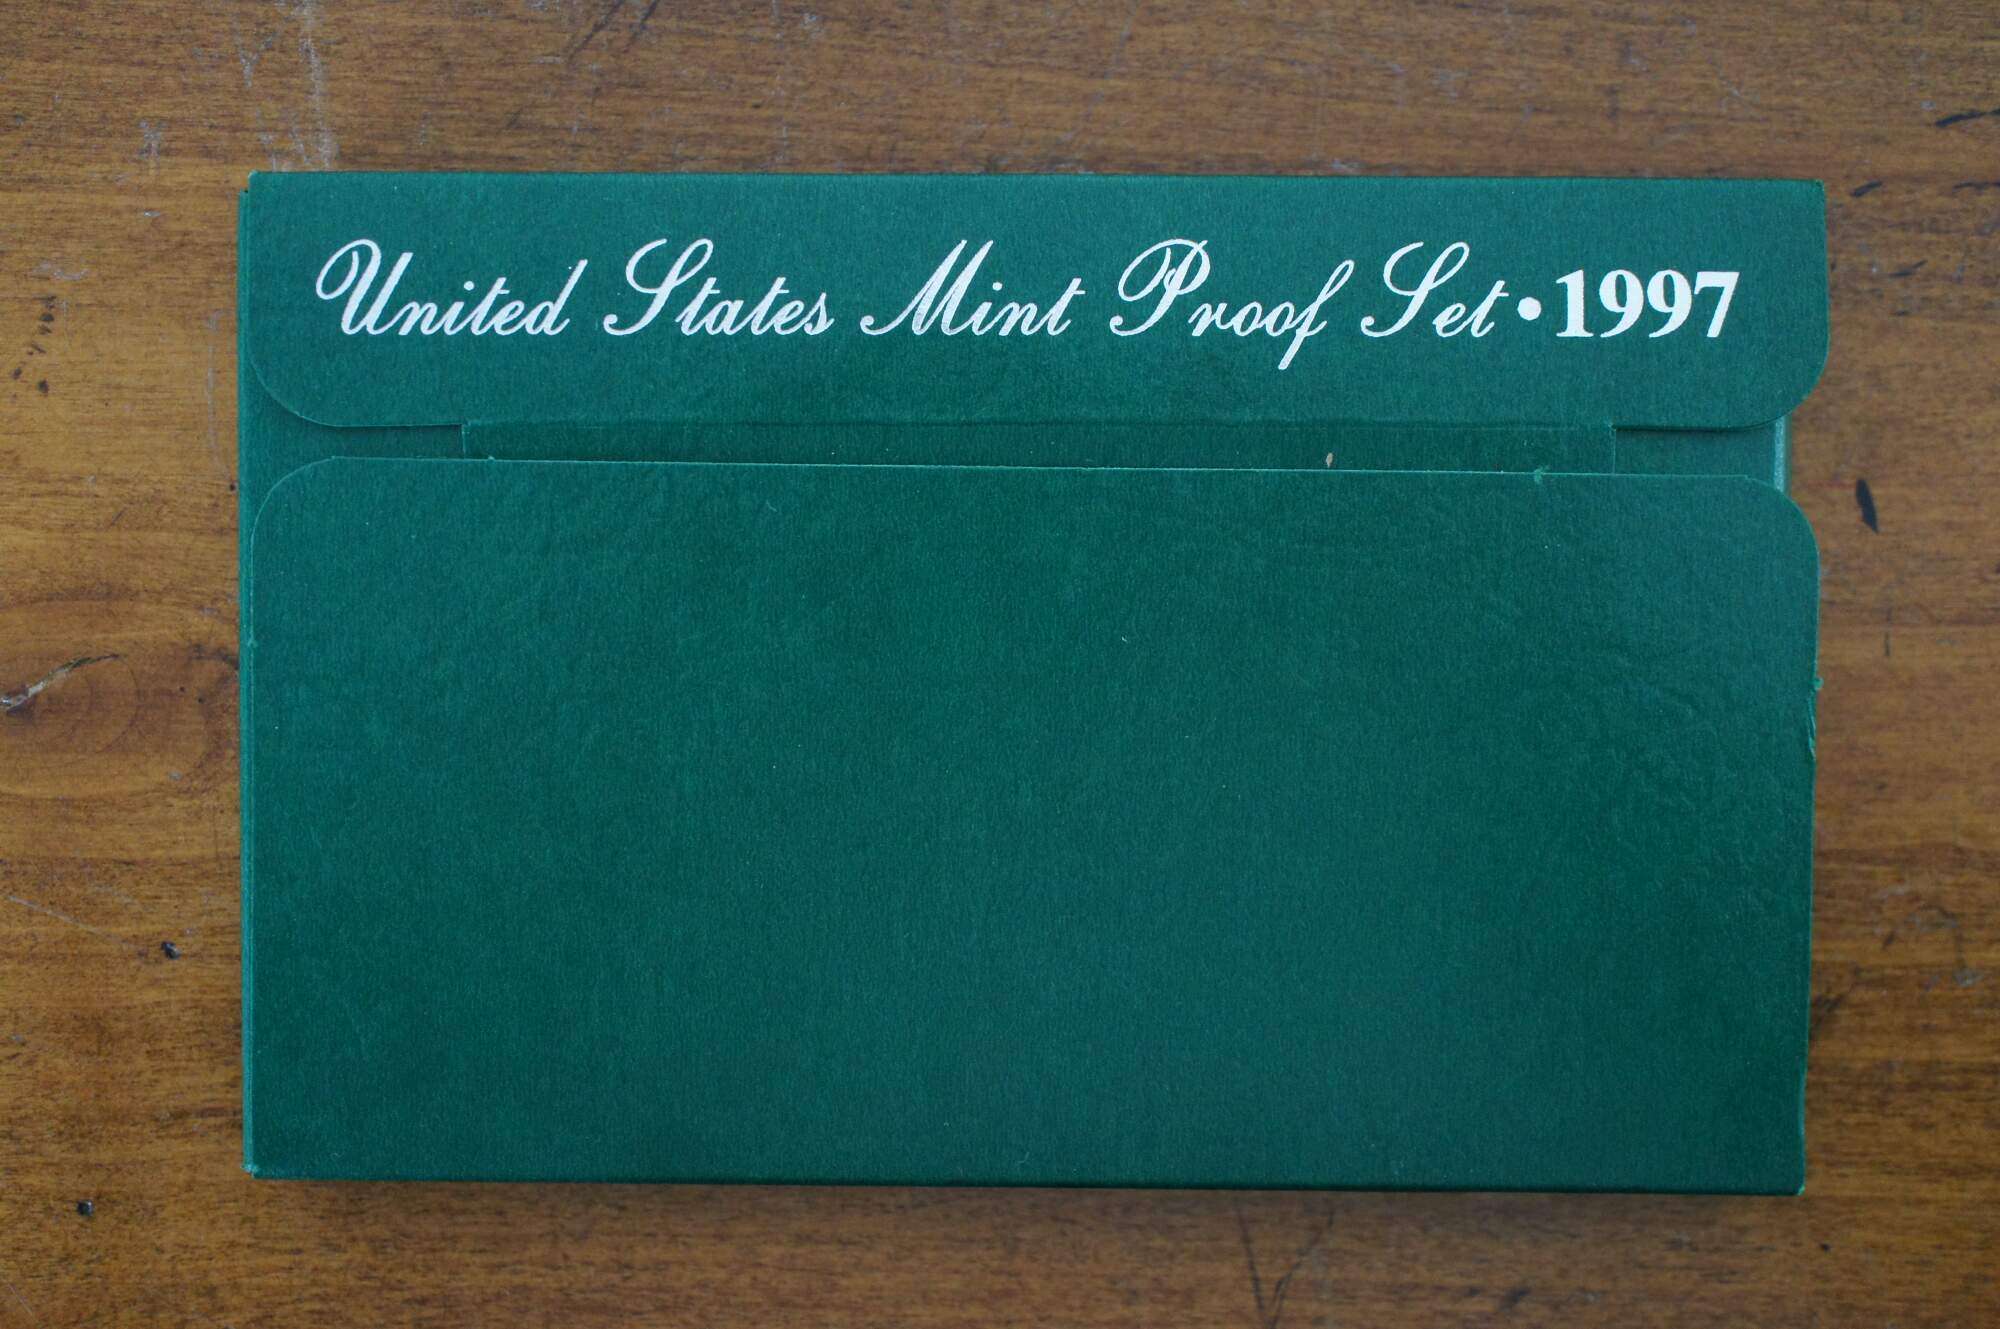 United States Mint Proof Set • 1997